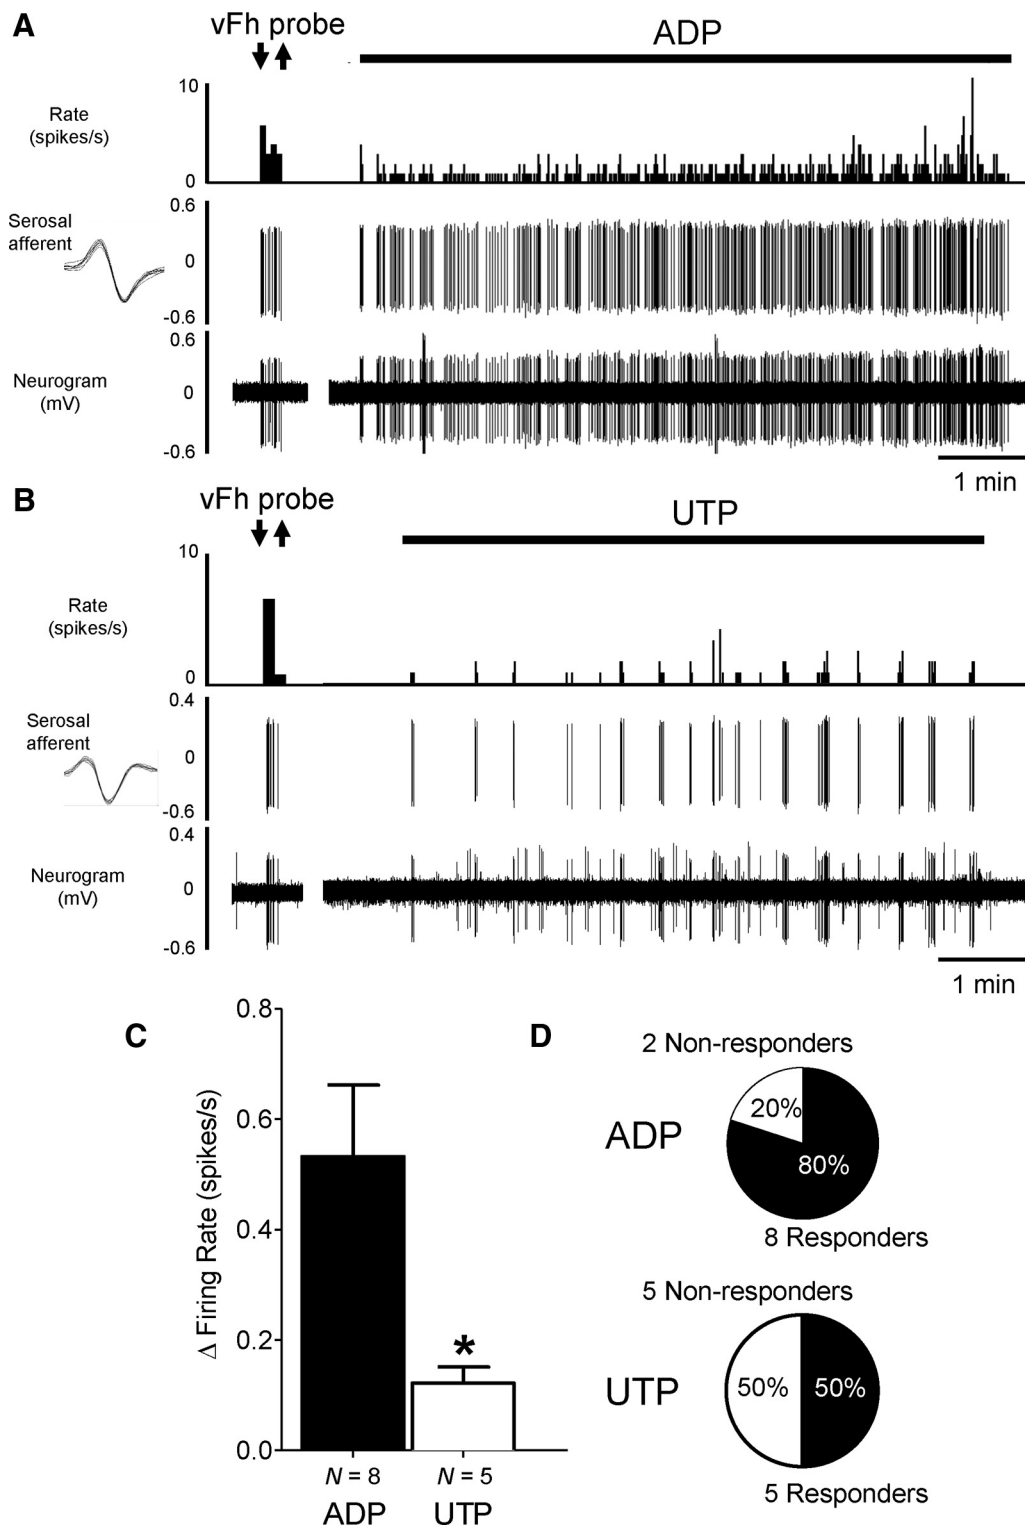 A
vFh probe
ADP
Rate
(spikes/s)
10
0
Serosal
afferent
0.6
0
-0.6
Neurogram
(mV)
0.6
0
-0.6
1 min
B
vFh probe
UTP
Rate
(spikes/s)
10
0
Serosal
afferent
0.4
0
-0.6
Neurogram
(mV)
0.4
0
-0.6
1 min
C
Δ Firing Rate (spikes/s)
0.8
0.6
0.4
0.2
0.0
*
N = 8
N = 5
ADP
UTP
D
2 Non-responders
ADP
20%
80%
8 Responders
5 Non-responders
UTP
50%
50%
5 Responders